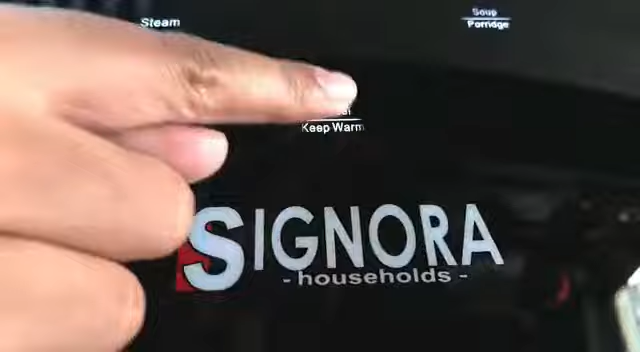 Steam
Soup
Porridge
Keep Warm
SIGNORA
- households -